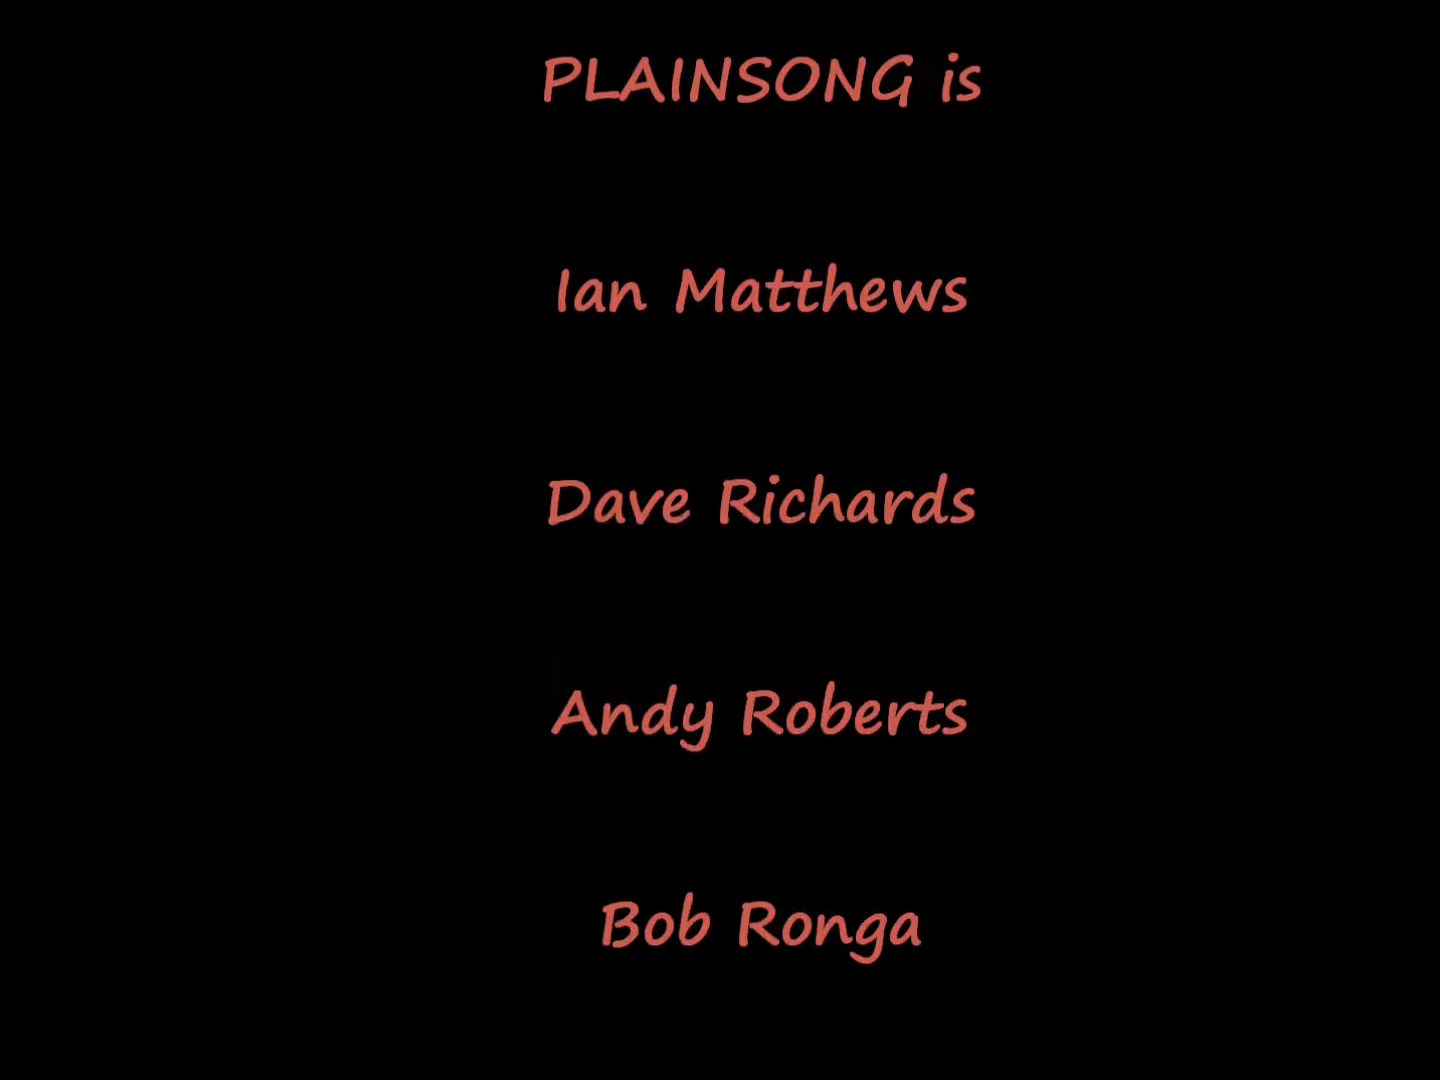 PLAINSONG is
Ian Matthews
Dave Richards
Andy Roberts
Bob Ronga